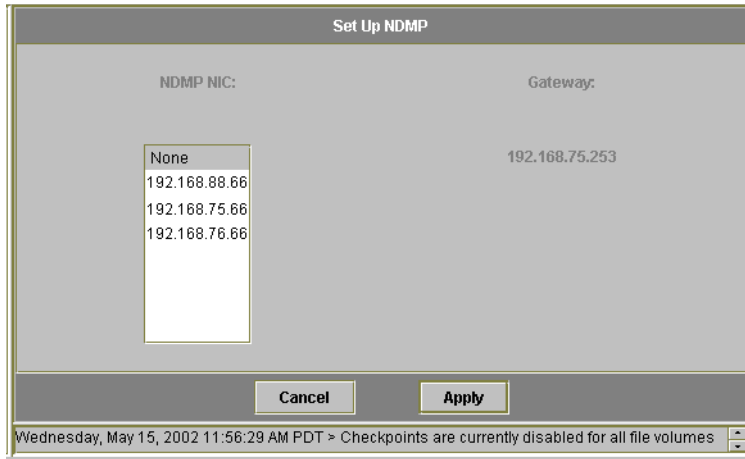 Set Up NDMP
NDMP NIC:
Gateway:
None
192.168.75.253
192.168.88.66
192.168.75.66
192.168.76.66
Cancel
Apply
Wednesday, May 15, 2002 11:56:29 AM PDT > Checkpoints are currently disabled for all file volumes